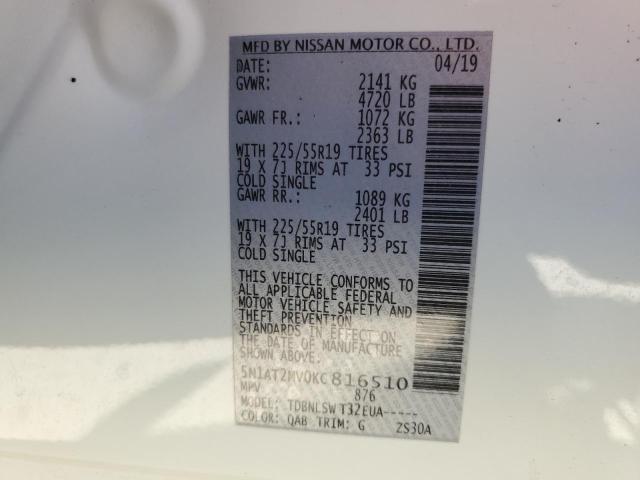 MFD BY NISSAN MOTOR CO., LTD.
DATE: 04/19
GVWR: 2141 KG
4720 LB
GAWR FR.: 1072 KG
2363 LB
WITH 225/55R19 TIRES
19 X 7J RIMS AT 33 PSI
COLD SINGLE
GAWR RR.: 1089 KG
2401 LB
WITH 225/55R19 TIRES
19 X 7J RIMS AT 33 PSI
COLD SINGLE
THIS VEHICLE CONFORMS TO
ALL APPLICABLE FEDERAL
MOTOR VEHICLE SAFETY AND
THEFT PREVENTION
STANDARDS IN EFFECT ON
THE DATE OF MANUFACTURE.
5N1AT2MV0KC816510
MPV 876
MODEL: TDBNLSW T32EUA-----
COLOR: QAB TRIM: G 2S30A